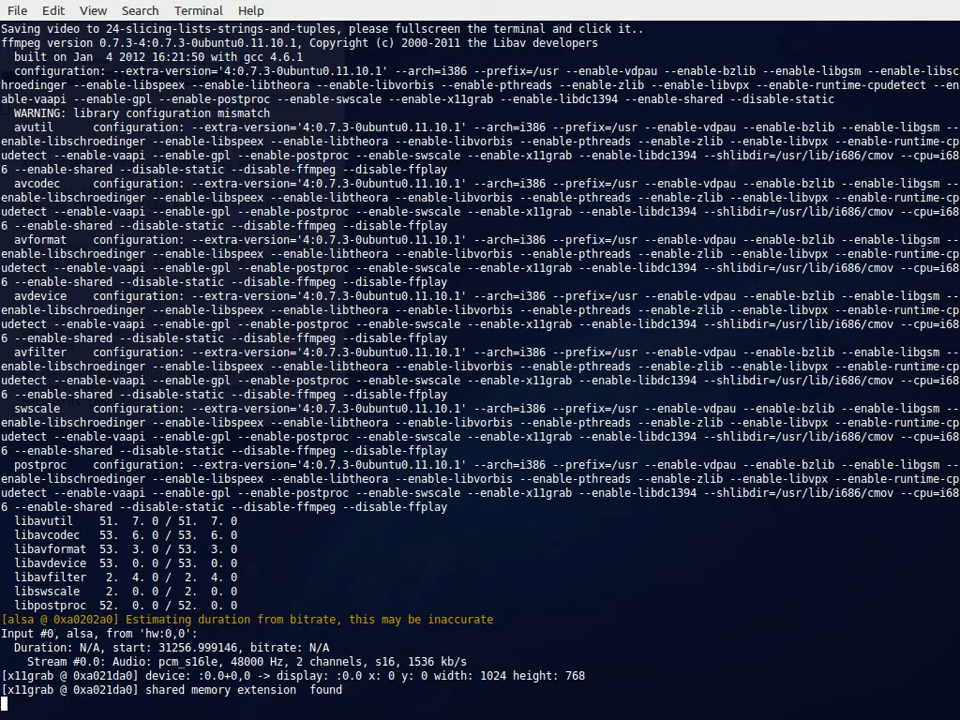 File Edit View Search Terminal Help
Saving video to 24-slicing-lists-strings-and-tuples, please fullscreen the terminal and click it..
ffmpeg version 0.7.3-4:0.7.3-0ubuntu0.11.10.1, Copyright (c) 2000-2011 the Libav developers
  built on Jan  4 2012 16:21:50 with gcc 4.6.1
  configuration: --extra-version='4:0.7.3-0ubuntu0.11.10.1' --arch=i386 --prefix=/usr --enable-vdpau --enable-bzlib --enable-libgsm --enable-libsc
hroedinger --enable-libspeex --enable-libtheora --enable-libvorbis --enable-pthreads --enable-zlib --enable-libvpx --enable-runtime-cpudetect --en
able-vaapi --enable-gpl --enable-postproc --enable-swscale --enable-x11grab --enable-libdc1394 --enable-shared --disable-static
  WARNING: library configuration mismatch
  avutil      configuration: --extra-version='4:0.7.3-0ubuntu0.11.10.1' --arch=i386 --prefix=/usr --enable-vdpau --enable-bzlib --enable-libgsm --
enable-libschroedinger --enable-libspeex --enable-libtheora --enable-libvorbis --enable-pthreads --enable-zlib --enable-libvpx --enable-runtime-cp
udetect --enable-vaapi --enable-gpl --enable-postproc --enable-swscale --enable-x11grab --enable-libdc1394 --shlibdir=/usr/lib/i686/cmov --cpu=i68
6 --enable-shared --disable-static --disable-ffmpeg --disable-ffplay
  avcodec     configuration: --extra-version='4:0.7.3-0ubuntu0.11.10.1' --arch=i386 --prefix=/usr --enable-vdpau --enable-bzlib --enable-libgsm --
enable-libschroedinger --enable-libspeex --enable-libtheora --enable-libvorbis --enable-pthreads --enable-zlib --enable-libvpx --enable-runtime-cp
udetect --enable-vaapi --enable-gpl --enable-postproc --enable-swscale --enable-x11grab --enable-libdc1394 --shlibdir=/usr/lib/i686/cmov --cpu=i68
6 --enable-shared --disable-static --disable-ffmpeg --disable-ffplay
  avformat    configuration: --extra-version='4:0.7.3-0ubuntu0.11.10.1' --arch=i386 --prefix=/usr --enable-vdpau --enable-bzlib --enable-libgsm --
enable-libschroedinger --enable-libspeex --enable-libtheora --enable-libvorbis --enable-pthreads --enable-zlib --enable-libvpx --enable-runtime-cp
udetect --enable-vaapi --enable-gpl --enable-postproc --enable-swscale --enable-x11grab --enable-libdc1394 --shlibdir=/usr/lib/i686/cmov --cpu=i68
6 --enable-shared --disable-static --disable-ffmpeg --disable-ffplay
  avdevice    configuration: --extra-version='4:0.7.3-0ubuntu0.11.10.1' --arch=i386 --prefix=/usr --enable-vdpau --enable-bzlib --enable-libgsm --
enable-libschroedinger --enable-libspeex --enable-libtheora --enable-libvorbis --enable-pthreads --enable-zlib --enable-libvpx --enable-runtime-cp
udetect --enable-vaapi --enable-gpl --enable-postproc --enable-swscale --enable-x11grab --enable-libdc1394 --shlibdir=/usr/lib/i686/cmov --cpu=i68
6 --enable-shared --disable-static --disable-ffmpeg --disable-ffplay
  avfilter    configuration: --extra-version='4:0.7.3-0ubuntu0.11.10.1' --arch=i386 --prefix=/usr --enable-vdpau --enable-bzlib --enable-libgsm --
enable-libschroedinger --enable-libspeex --enable-libtheora --enable-libvorbis --enable-pthreads --enable-zlib --enable-libvpx --enable-runtime-cp
udetect --enable-vaapi --enable-gpl --enable-postproc --enable-swscale --enable-x11grab --enable-libdc1394 --shlibdir=/usr/lib/i686/cmov --cpu=i68
6 --enable-shared --disable-static --disable-ffmpeg --disable-ffplay
  swscale     configuration: --extra-version='4:0.7.3-0ubuntu0.11.10.1' --arch=i386 --prefix=/usr --enable-vdpau --enable-bzlib --enable-libgsm --
enable-libschroedinger --enable-libspeex --enable-libtheora --enable-libvorbis --enable-pthreads --enable-zlib --enable-libvpx --enable-runtime-cp
udetect --enable-vaapi --enable-gpl --enable-postproc --enable-swscale --enable-x11grab --enable-libdc1394 --shlibdir=/usr/lib/i686/cmov --cpu=i68
6 --enable-shared --disable-static --disable-ffmpeg --disable-ffplay
  postproc    configuration: --extra-version='4:0.7.3-0ubuntu0.11.10.1' --arch=i386 --prefix=/usr --enable-vdpau --enable-bzlib --enable-libgsm --
enable-libschroedinger --enable-libspeex --enable-libtheora --enable-libvorbis --enable-pthreads --enable-zlib --enable-libvpx --enable-runtime-cp
udetect --enable-vaapi --enable-gpl --enable-postproc --enable-swscale --enable-x11grab --enable-libdc1394 --shlibdir=/usr/lib/i686/cmov --cpu=i68
6 --enable-shared --disable-static --disable-ffmpeg --disable-ffplay
  libavutil    51.  7. 0 / 51.  7. 0
  libavcodec   53.  6. 0 / 53.  6. 0
  libavformat  53.  3. 0 / 53.  3. 0
  libavdevice  53.  0. 0 / 53.  0. 0
  libavfilter   2.  4. 0 /  2.  4. 0
  libswscale    2.  0. 0 /  2.  0. 0
  libpostproc  52.  0. 0 / 52.  0. 0
[alsa @ 0xa0202a0] Estimating duration from bitrate, this may be inaccurate
Input #0, alsa, from 'hw:0,0':
  Duration: N/A, start: 31256.999146, bitrate: N/A
    Stream #0.0: Audio: pcm_s16le, 48000 Hz, 2 channels, s16, 1536 kb/s
[x11grab @ 0xa021da0] device: :0.0+0,0 -> display: :0.0 x: 0 y: 0 width: 1024 height: 768
[x11grab @ 0xa021da0] shared memory extension  found